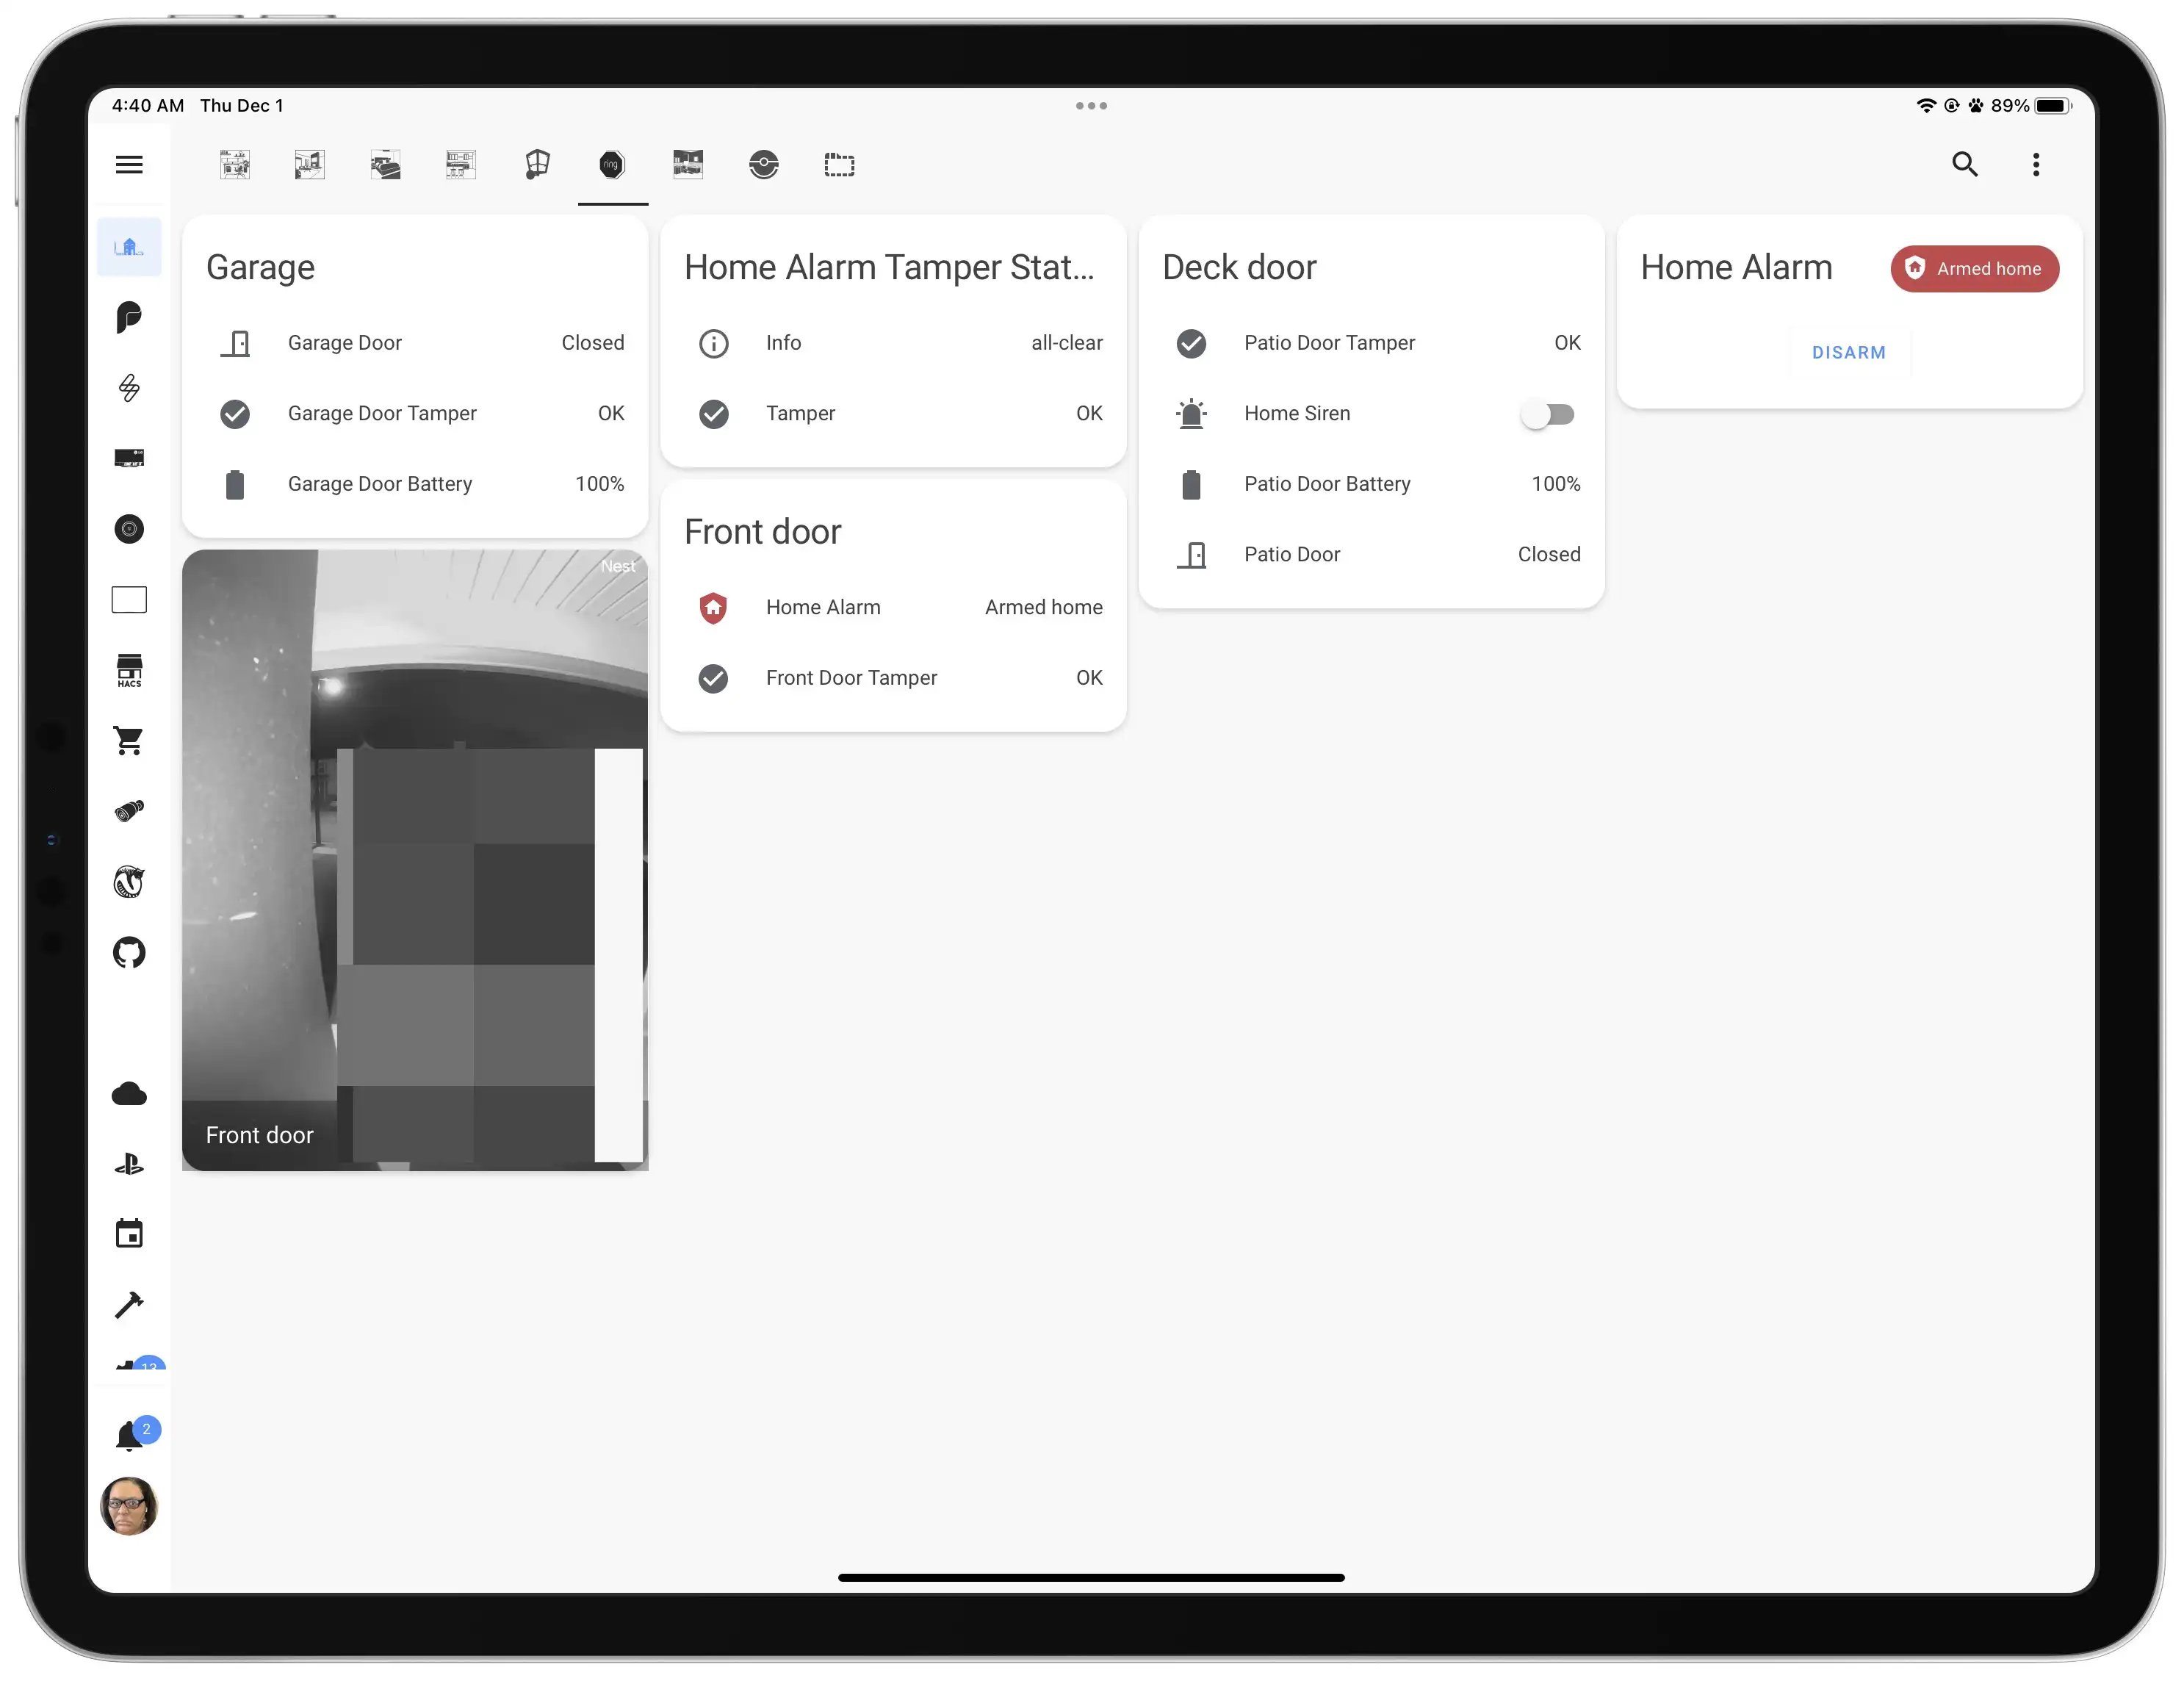 4:40 AM Thu Dec 1
89%
ring
Garage
Garage Door Closed
Garage Door Tamper OK
Garage Door Battery 100%
Nest
Front door
Home Alarm Tamper Stat...
Info all-clear
Tamper OK
Front door
Home Alarm Armed home
Front Door Tamper OK
Deck door
Patio Door Tamper OK
Home Siren
Patio Door Battery 100%
Patio Door Closed
Home Alarm Armed home
DISARM
HACS
13
2